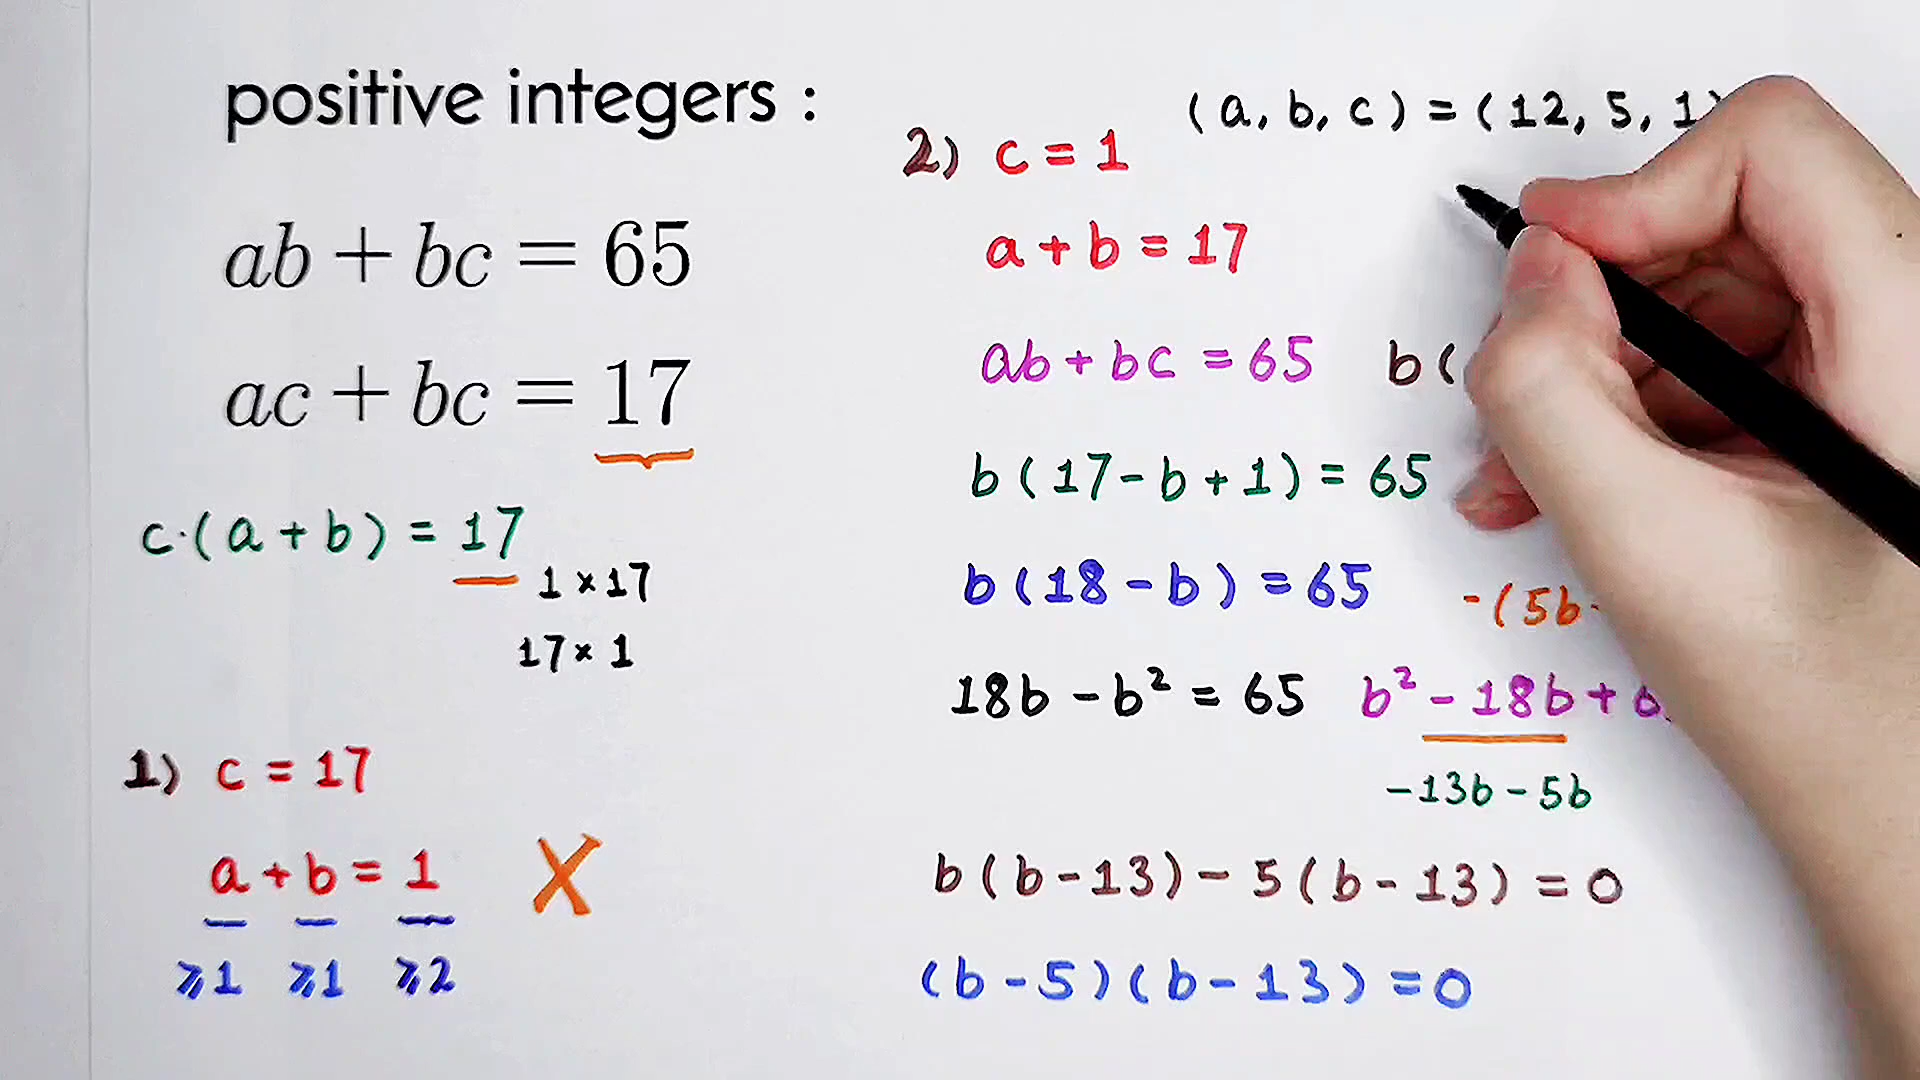 positive integers :
ab + bc = 65
ac + bc = 17
c·(a+b) = 17
1×17
17×1
1) c = 17
a + b = 1 X
⩾1 ⩾1 ⩾2
(a, b, c) = (12, 5, 1)
2) c = 1
a + b = 17
ab + bc = 65 b(
b(17-b+1) = 65
b(18-b) = 65 -(5b-
18b - b² = 65 b² - 18b +
-13b - 5b
b(b-13) - 5(b-13) = 0
(b-5)(b-13) = 0